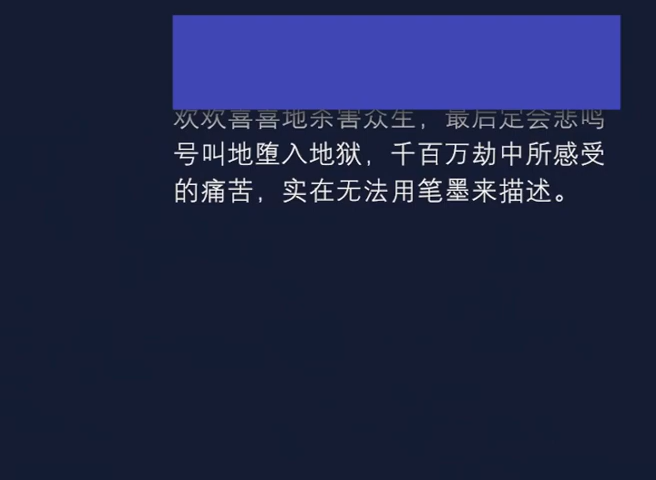 欢欢喜喜地杀害众生，最后定会悲鸣
号叫地堕入地狱，千百万劫中所感受
的痛苦，实在无法用笔墨来描述。